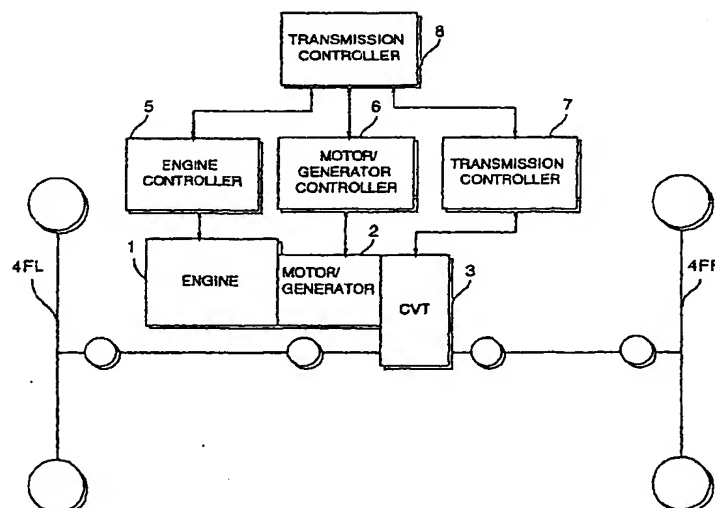 TRANSMISSION
CONTROLLER
8
5
6
7
ENGINE
CONTROLLER
MOTOR/
GENERATOR
CONTROLLER
TRANSMISSION
CONTROLLER
1
2
3
4FL
ENGINE
MOTOR/
GENERATOR
CVT